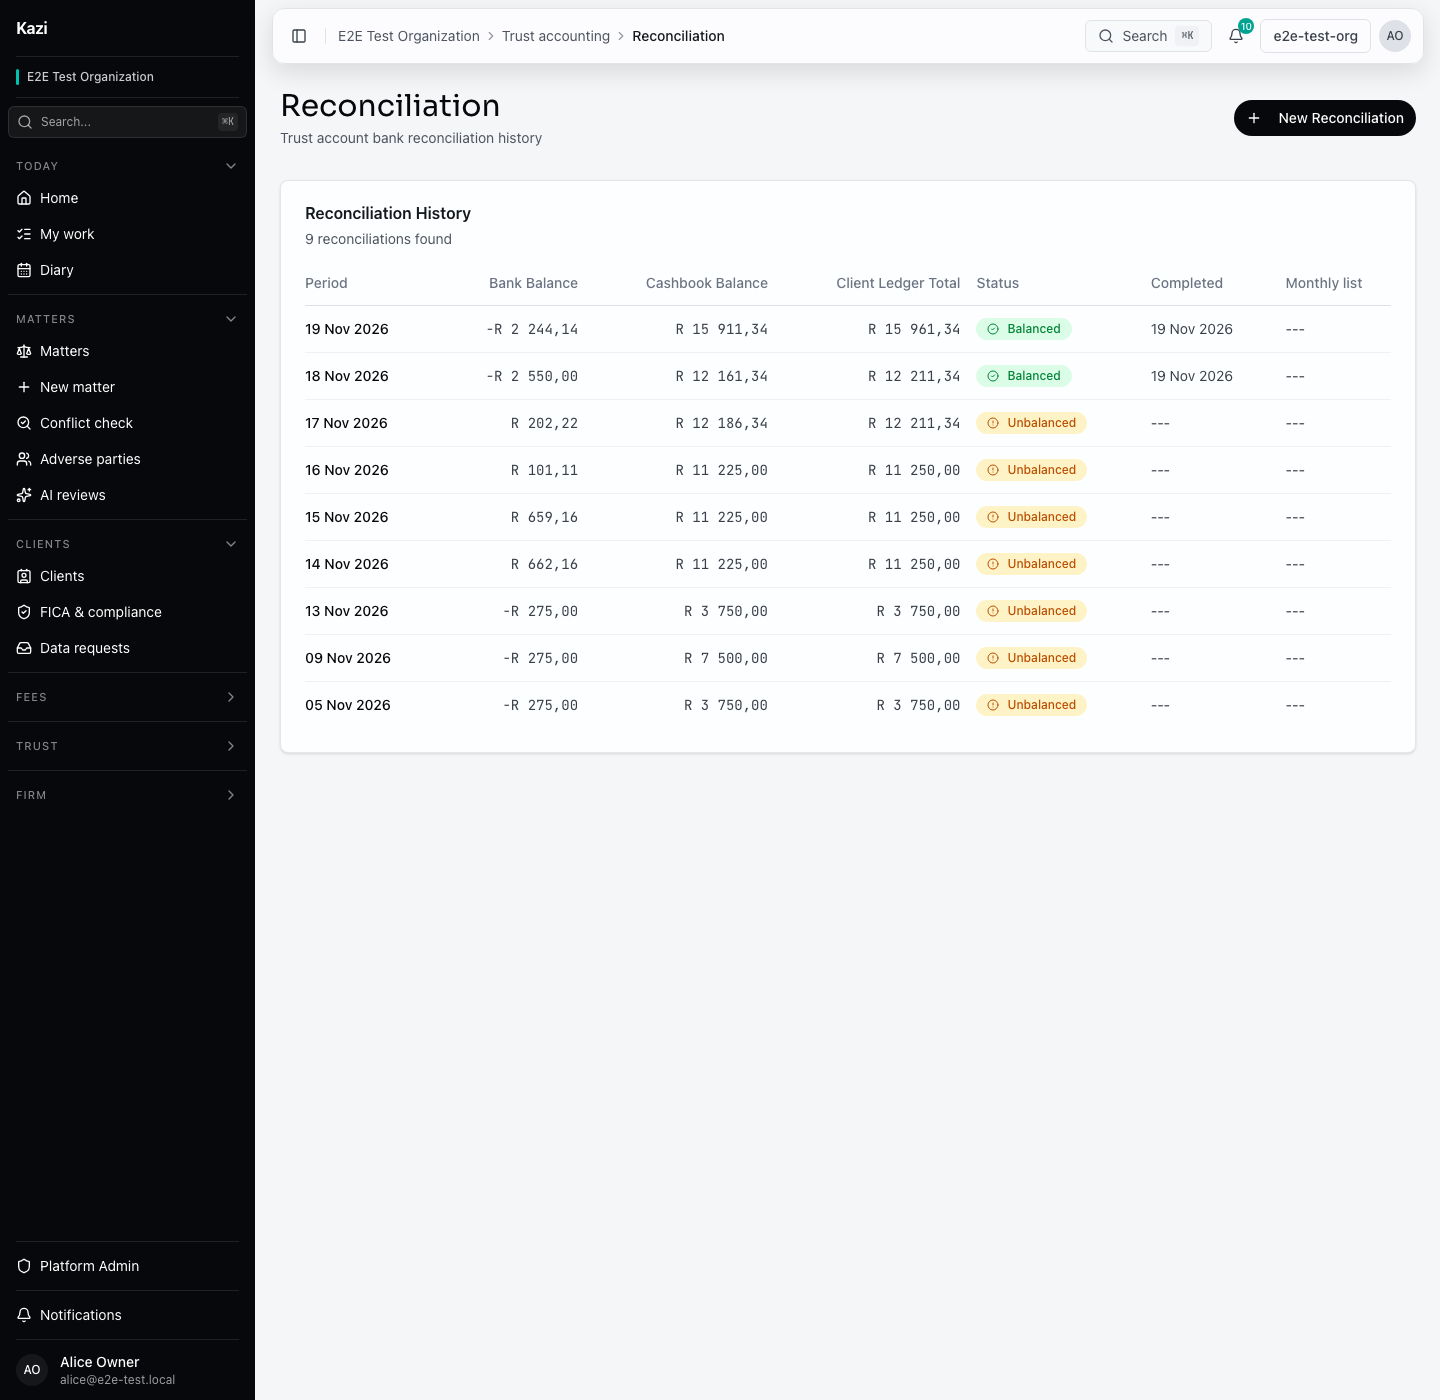 Kazi
E2E Test Organization
Search... ⌘K
TODAY
Home
My work
Diary
MATTERS
Matters
New matter
Conflict check
Adverse parties
AI reviews
CLIENTS
Clients
FICA & compliance
Data requests
FEES
TRUST
FIRM
Platform Admin
Notifications
AO
Alice Owner
alice@e2e-test.local
E2E Test Organization > Trust accounting > Reconciliation
Search ⌘K
10
e2e-test-org
AO
Reconciliation
Trust account bank reconciliation history
New Reconciliation
Reconciliation History
9 reconciliations found
Period Bank Balance Cashbook Balance Client Ledger Total Status Completed Monthly list
19 Nov 2026 -R 2 244,14 R 15 911,34 R 15 961,34 Balanced 19 Nov 2026 ---
18 Nov 2026 -R 2 550,00 R 12 161,34 R 12 211,34 Balanced 19 Nov 2026 ---
17 Nov 2026 R 202,22 R 12 186,34 R 12 211,34 Unbalanced --- ---
16 Nov 2026 R 101,11 R 11 225,00 R 11 250,00 Unbalanced --- ---
15 Nov 2026 R 659,16 R 11 225,00 R 11 250,00 Unbalanced --- ---
14 Nov 2026 R 662,16 R 11 225,00 R 11 250,00 Unbalanced --- ---
13 Nov 2026 -R 275,00 R 3 750,00 R 3 750,00 Unbalanced --- ---
09 Nov 2026 -R 275,00 R 7 500,00 R 7 500,00 Unbalanced --- ---
05 Nov 2026 -R 275,00 R 3 750,00 R 3 750,00 Unbalanced --- ---